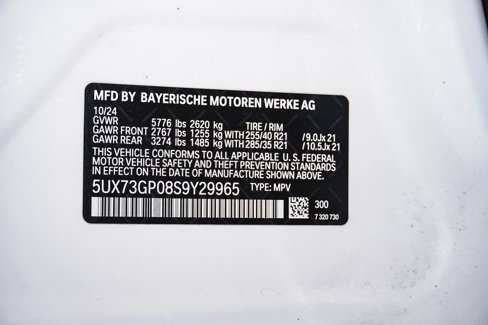 MFD BY BAYERISCHE MOTOREN WERKE AG
10/24
GVWR 5776 lbs 2620 kg TIRE / RIM
GAWR FRONT 2767 lbs 1255 kg WITH 255/40 R21 /9.0Jx 21
GAWR REAR 3274 lbs 1485 kg WITH 285/35 R21 /10.5Jx 21
THIS VEHICLE CONFORMS TO ALL APPLICABLE U. S. FEDERAL
MOTOR VEHICLE SAFETY AND THEFT PREVENTION STANDARDS
IN EFFECT ON THE DATE OF MANUFACTURE SHOWN ABOVE.
5UX73GP08S9Y29965 TYPE: MPV
300
7 320 730